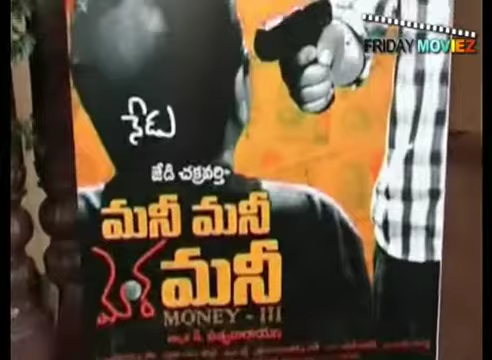 FRIDAY MOVIEZ
నేడు
జేడి చక్రవర్తి
మనీ మనీ
మోర్ మనీ
MONEY - III